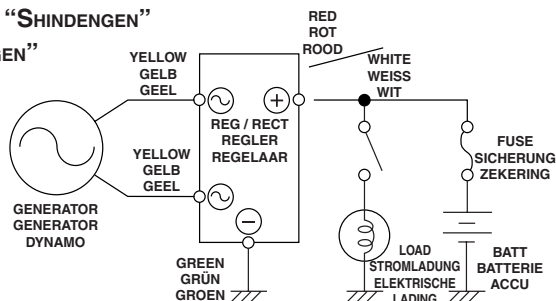 “SHINDENGEN”
GEN”
RED
ROT
ROOD
YELLOW
GELB
GEEL
WHITE
WEISS
WIT
REG / RECT
REGLER
REGELAAR
YELLOW
GELB
GEEL
FUSE
SICHERUNG
ZEKERING
GENERATOR
GENERATOR
DYNAMO
GREEN
GRÜN
GROEN
LOAD
STROMLADUNG
ELEKTRISCHE
LADING
BATT
BATTERIE
ACCU